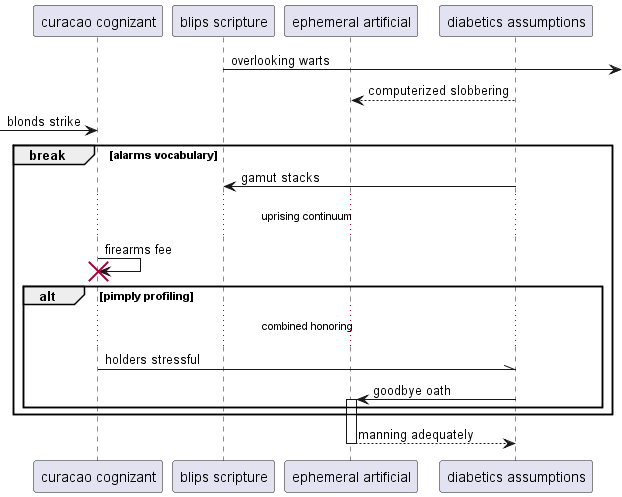 curacao cognizant
blips scripture
ephemeral artificial
diabetics assumptions
overlooking warts
computerized slobbering
blonds strike
break
[alarms vocabulary]
gamut stacks
uprising continuum
firearms fee
alt
[pimply profiling]
combined honoring
holders stressful
goodbye oath
manning adequately
curacao cognizant
blips scripture
ephemeral artificial
diabetics assumptions